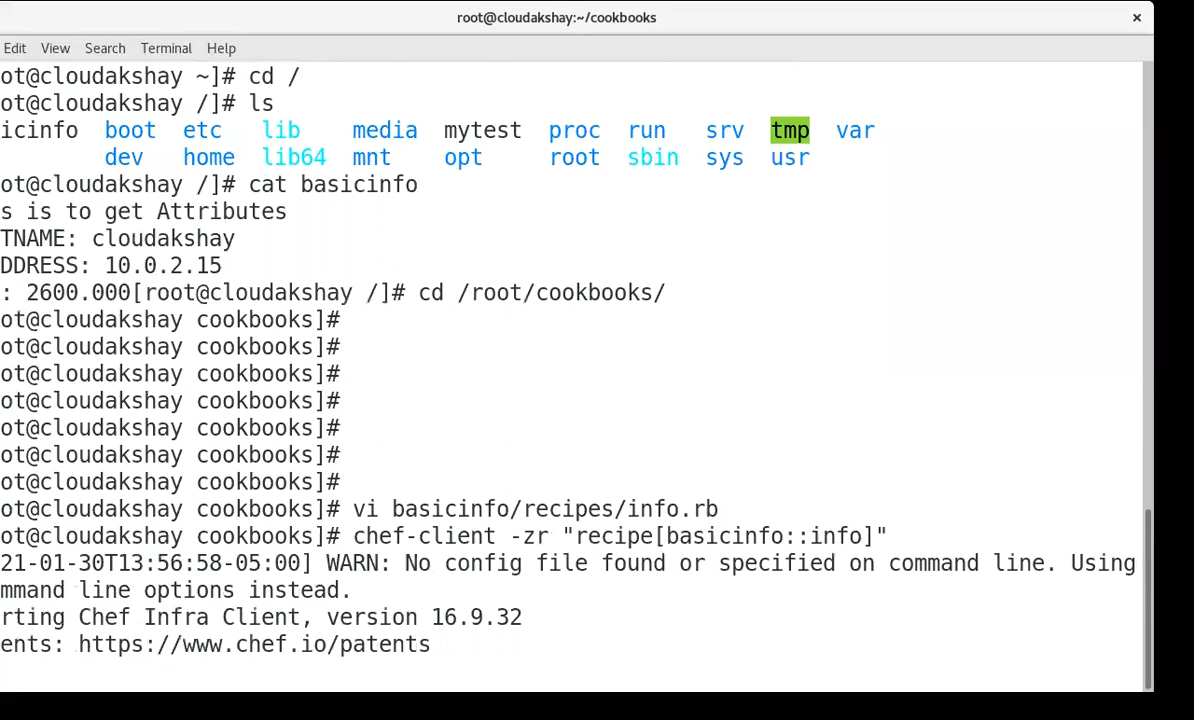 root@cloudakshay:~/cookbooks ×
Edit View Search Terminal Help
ot@cloudakshay ~]# cd /
ot@cloudakshay /]# ls
icinfo boot etc lib media mytest proc run srv tmp var
dev home lib64 mnt opt root sbin sys usr
ot@cloudakshay /]# cat basicinfo
s is to get Attributes
TNAME: cloudakshay
DDRESS: 10.0.2.15
: 2600.000[root@cloudakshay /]# cd /root/cookbooks/
ot@cloudakshay cookbooks]#
ot@cloudakshay cookbooks]#
ot@cloudakshay cookbooks]#
ot@cloudakshay cookbooks]#
ot@cloudakshay cookbooks]#
ot@cloudakshay cookbooks]#
ot@cloudakshay cookbooks]#
ot@cloudakshay cookbooks]# vi basicinfo/recipes/info.rb
ot@cloudakshay cookbooks]# chef-client -zr "recipe[basicinfo::info]"
21-01-30T13:56:58-05:00] WARN: No config file found or specified on command line. Using
mmand line options instead.
rting Chef Infra Client, version 16.9.32
ents: https://www.chef.io/patents